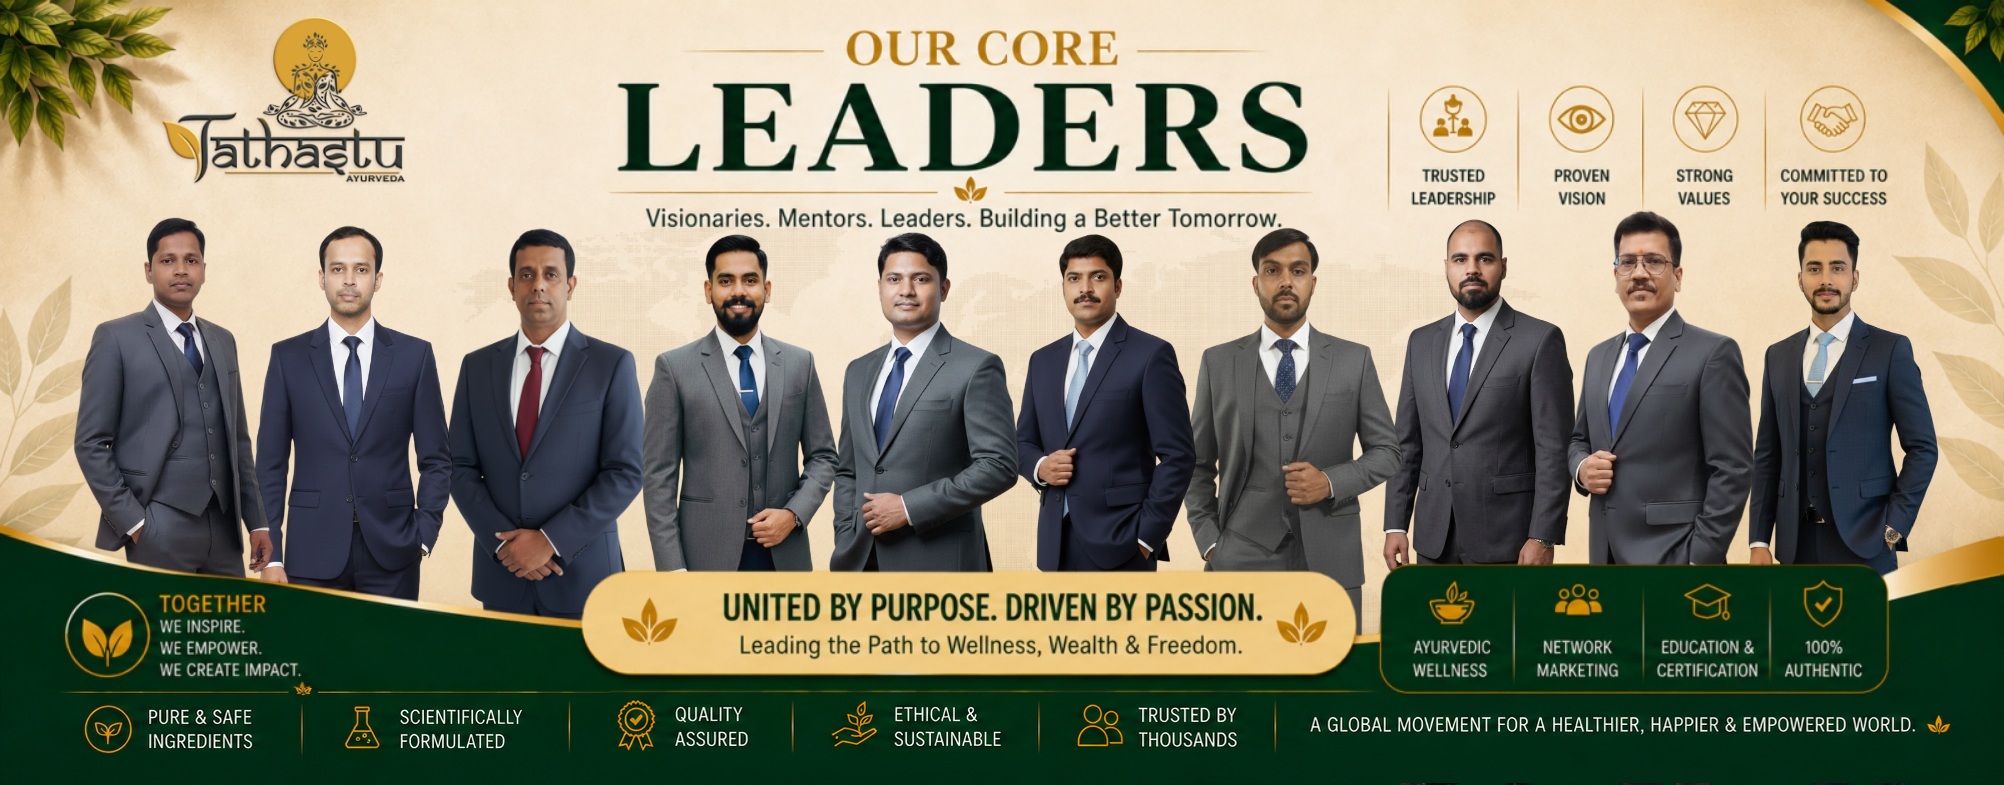 Tathastu
AYURVEDA
OUR CORE
LEADERS
Visionaries. Mentors. Leaders. Building a Better Tomorrow.
TRUSTED
LEADERSHIP
PROVEN
VISION
STRONG
VALUES
COMMITTED TO
YOUR SUCCESS
TOGETHER
WE INSPIRE.
WE EMPOWER.
WE CREATE IMPACT.
UNITED BY PURPOSE. DRIVEN BY PASSION.
Leading the Path to Wellness, Wealth & Freedom.
AYURVEDIC
WELLNESS
NETWORK
MARKETING
EDUCATION &
CERTIFICATION
100%
AUTHENTIC
PURE & SAFE
INGREDIENTS
SCIENTIFICALLY
FORMULATED
QUALITY
ASSURED
ETHICAL &
SUSTAINABLE
TRUSTED BY
THOUSANDS
A GLOBAL MOVEMENT FOR A HEALTHIER, HAPPIER & EMPOWERED WORLD.